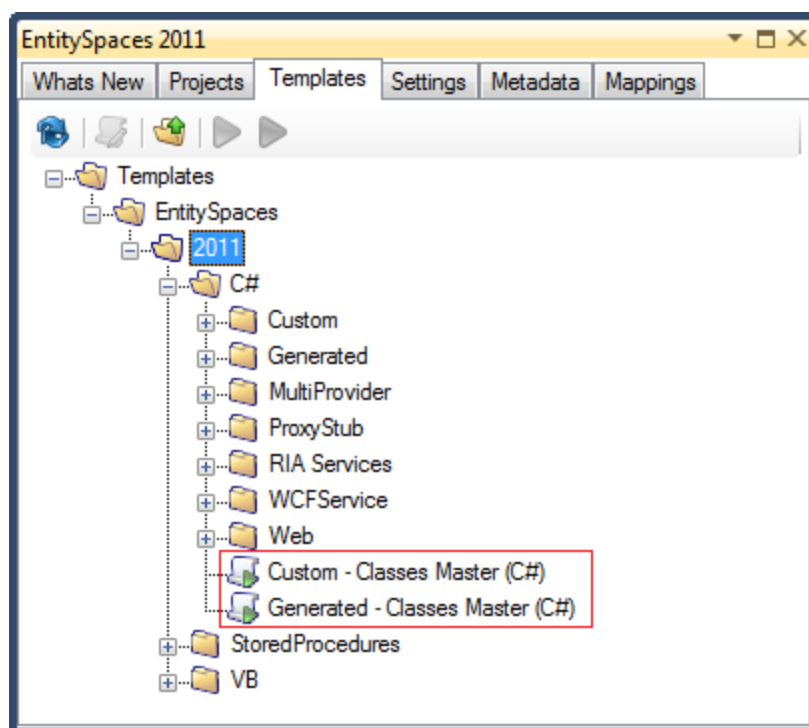 EntitySpaces 2011
Whats New Projects Templates Settings Metadata Mappings
Templates
EntitySpaces
2011
C#
Custom
Generated
MultiProvider
ProxyStub
RIA Services
WCFService
Web
Custom - Classes Master (C#)
Generated - Classes Master (C#)
StoredProcedures
VB